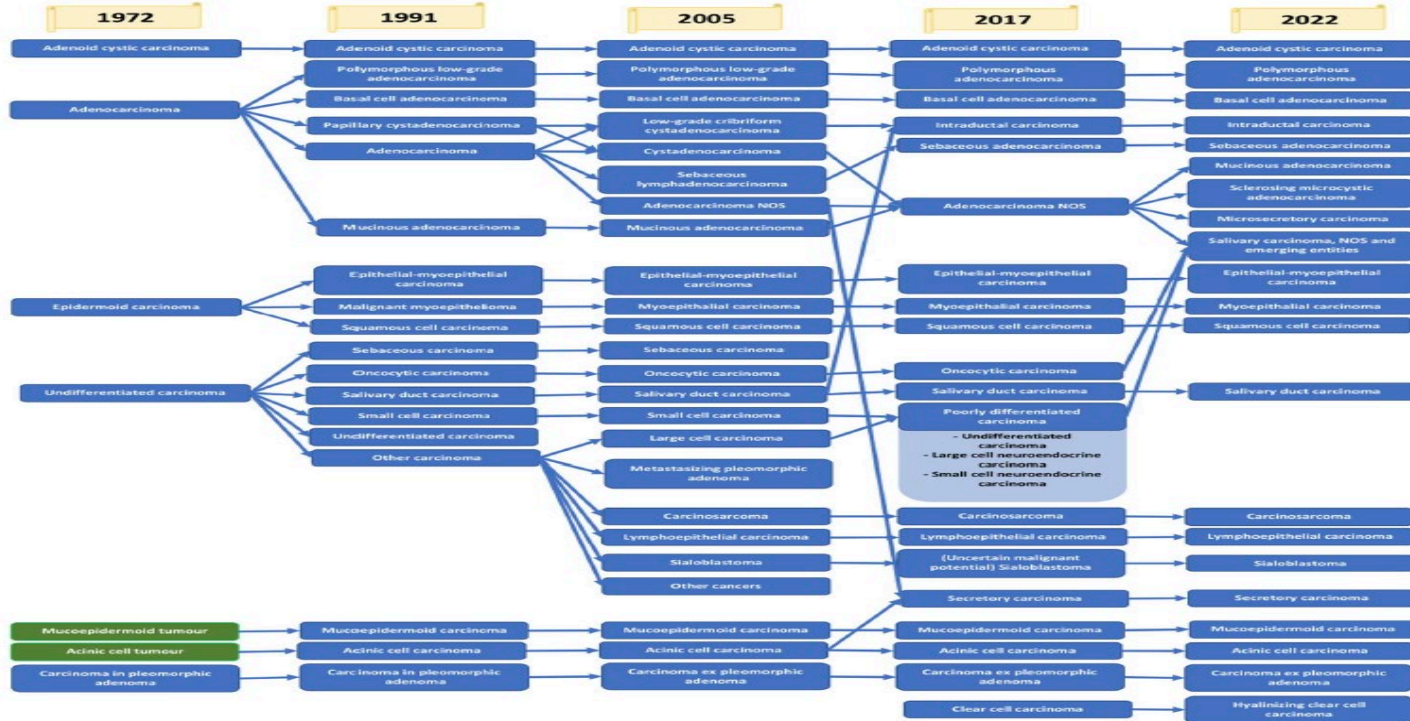 1972
1991
2005
2017
2022
Adenoid cystic carcinoma
Adenoid cystic carcinoma
Adenoid cystic carcinoma
Adenoid cystic carcinoma
Adenoid cystic carcinoma
Polymorphous low-grade
adenocarcinoma
Polymorphous low-grade
adenocarcinoma
Polymorphous
adenocarcinoma
Polymorphous
adenocarcinoma
Adenocarcinoma
Basal cell adenocarcinoma
Basal cell adenocarcinoma
Basal cell adenocarcinoma
Basal cell adenocarcinoma
Papillary cystadenocarcinoma
Low-grade cribriform
cystadenocarcinoma
Intraductal carcinoma
Intraductal carcinoma
Adenocarcinoma
Cystadenocarcinoma
Sebaceous adenocarcinoma
Sebaceous adenocarcinoma
Sebaceous
lymphadenocarcinoma
Mucinous adenocarcinoma
Sclerosing microcystic
adenocarcinoma
Adenocarcinoma NOS
Adenocarcinoma NOS
Microsecretory carcinoma
Mucinous adenocarcinoma
Mucinous adenocarcinoma
Salivary carcinoma, NOS and
emerging entities
Epithelial-myoepithelial
carcinoma
Epithelial-myoepithelial
carcinoma
Epithelial-myoepithelial
carcinoma
Epithelial-myoepithelial
carcinoma
Epidermoid carcinoma
Malignant myoepithelioma
Myoepithalial carcinoma
Myoepithalial carcinoma
Myoepithalial carcinoma
Squamous cell carcinoma
Squamous cell carcinoma
Squamous cell carcinoma
Squamous cell carcinoma
Sebaceous carcinoma
Sebaceous carcinoma
Oncocytic carcinoma
Oncocytic carcinoma
Oncocytic carcinoma
Undifferentiated carcinoma
Salivary duct carcinoma
Salivary duct carcinoma
Salivary duct carcinoma
Salivary duct carcinoma
Small cell carcinoma
Small cell carcinoma
Poorly differentiated
carcinoma
Undifferentiated carcinoma
Large cell carcinoma
- Undifferentiated
carcinoma
- Large cell neuroendocrine
carcinoma
- Small cell neuroendocrine
carcinoma
Other carcinoma
Metastasizing pleomorphic
adenoma
Carcinosarcoma
Carcinosarcoma
Carcinosarcoma
Lymphoepithelial carcinoma
Lymphoepithelial carcinoma
Lymphoepithelial carcinoma
Sialoblastoma
(Uncertain malignant
potential) Sialoblastoma
Sialoblastoma
Other cancers
Secretory carcinoma
Secretory carcinoma
Mucoepidermoid tumour
Mucoepidermoid carcinoma
Mucoepidermoid carcinoma
Mucoepidermoid carcinoma
Mucoepidermoid carcinoma
Acinic cell tumour
Acinic cell carcinoma
Acinic cell carcinoma
Acinic cell carcinoma
Acinic cell carcinoma
Carcinoma in pleomorphic
adenoma
Carcinoma in pleomorphic
adenoma
Carcinoma ex pleomorphic
adenoma
Carcinoma ex pleomorphic
adenoma
Carcinoma ex pleomorphic
adenoma
Clear cell carcinoma
Hyalinizing clear cell
carcinoma